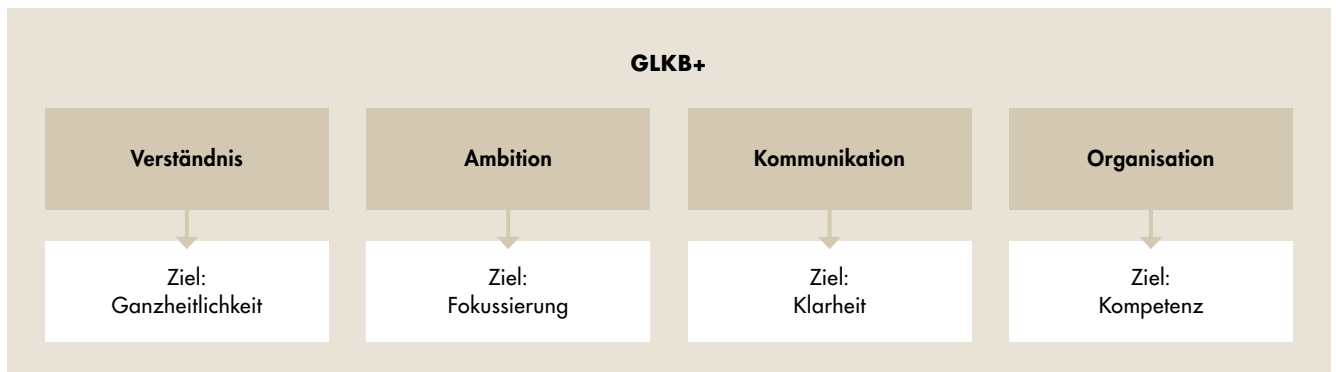 GLKB+
Verständnis
Ambition
Kommunikation
Organisation
Ziel:
Ganzheitlichkeit
Ziel:
Fokussierung
Ziel:
Klarheit
Ziel:
Kompetenz